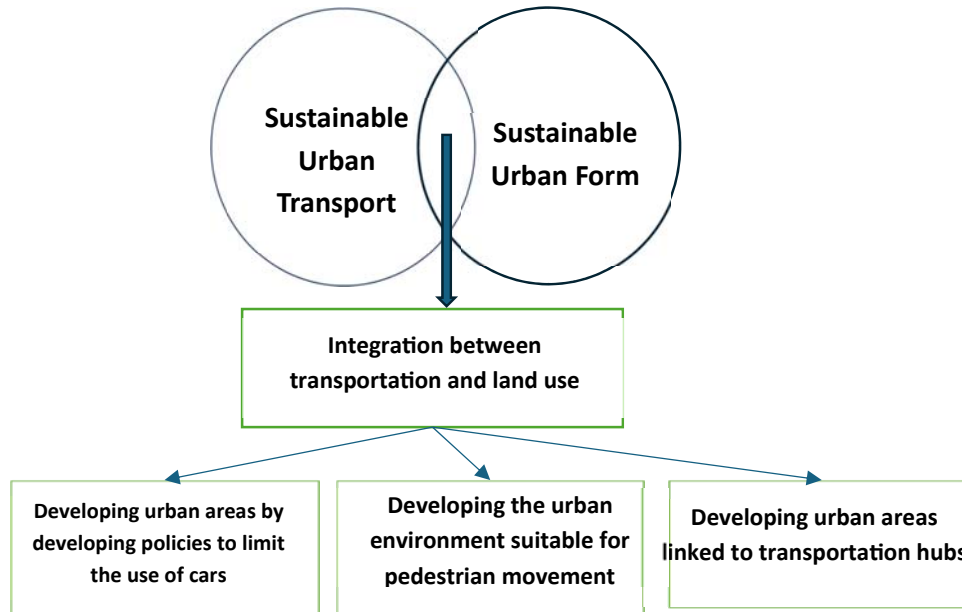 Sustainable
Urban
Transport
Sustainable
Urban Form
Integration between
transportation and land use
Developing urban areas by
developing policies to limit
the use of cars
Developing the urban
environment suitable for
pedestrian movement
Developing urban areas
linked to transportation hubs